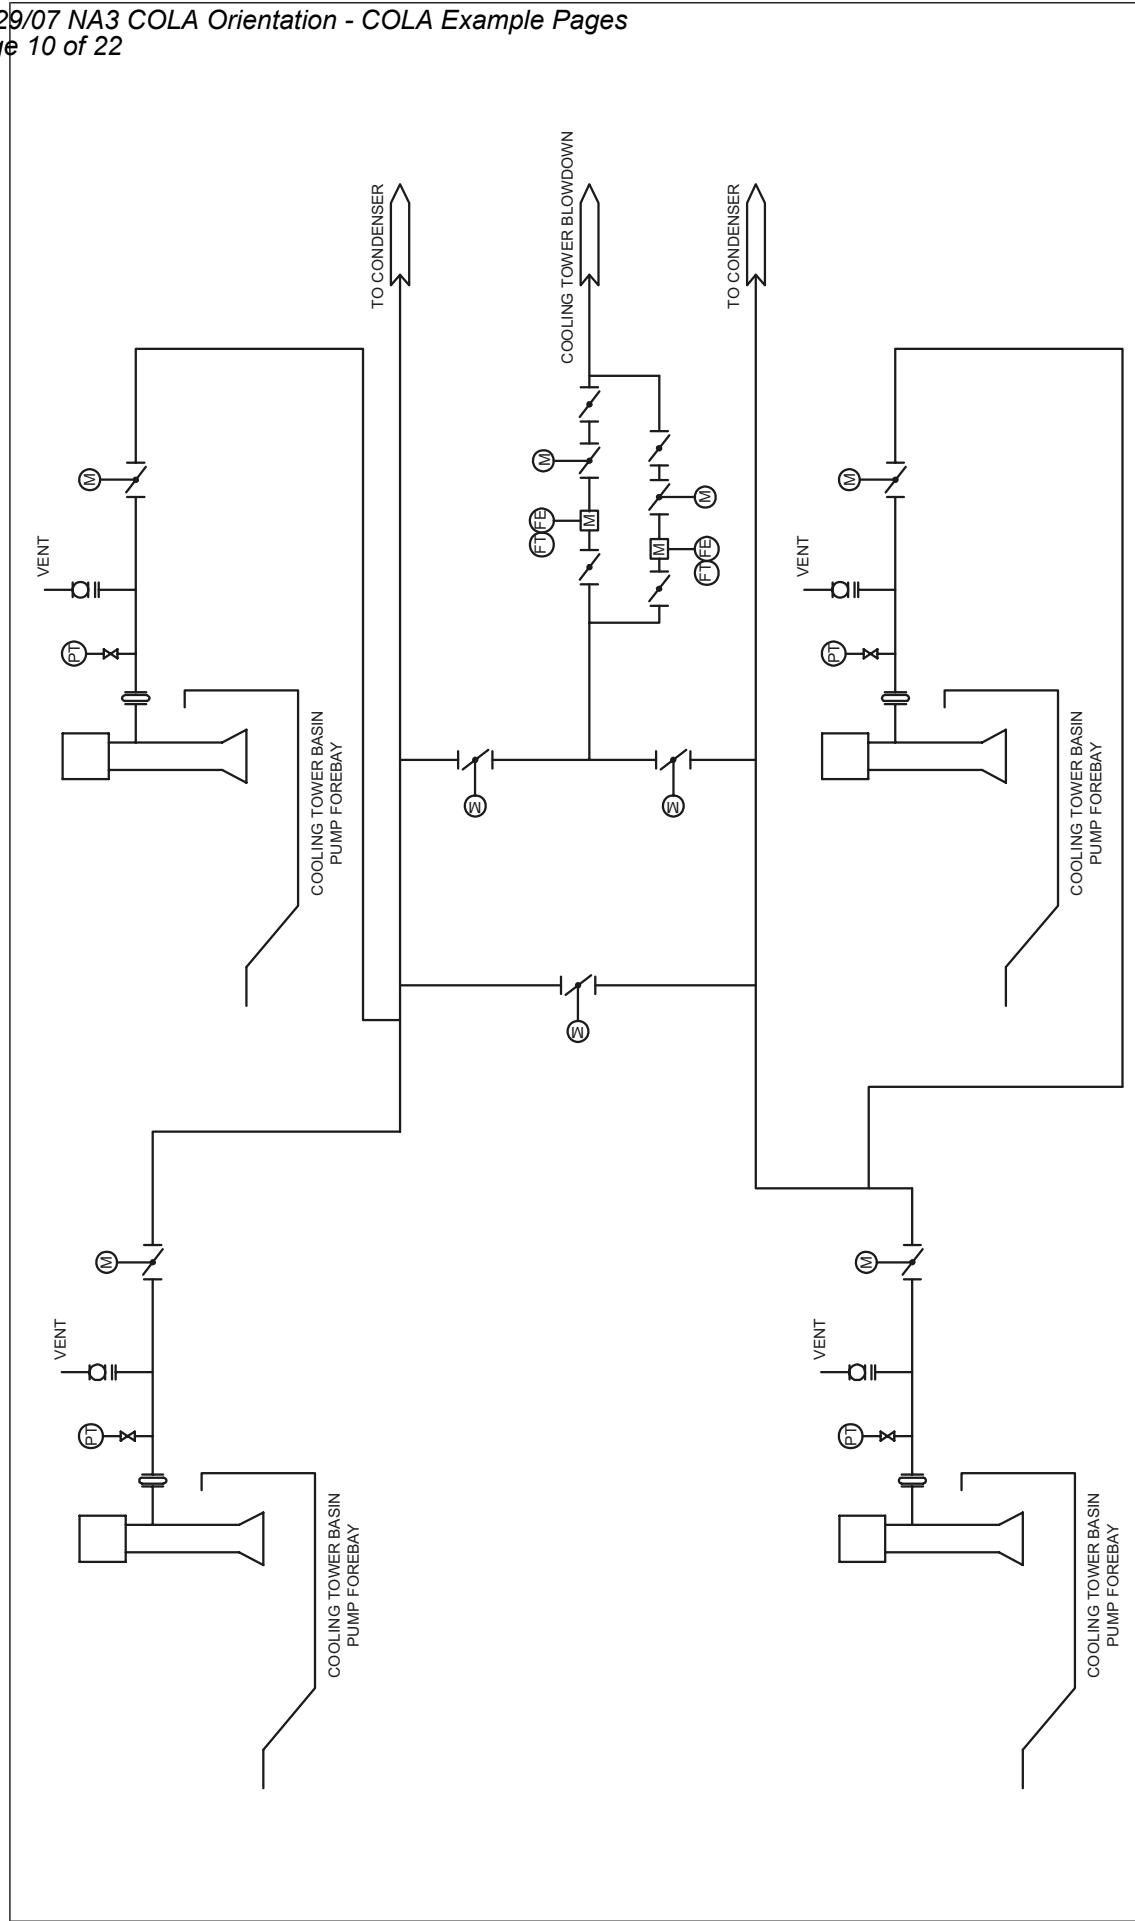 29/07 NA3 COLA Orientation - COLA Example Pages
10 of 22
TO CONDENSER
COOLING TOWER BLOWDOWN
TO CONDENSER
M
VENT
PT
COOLING TOWER BASIN
PUMP FOREBAY
M
FE
FT
M
M
M
FE
FT
M
M
M
M
VENT
PT
COOLING TOWER BASIN
PUMP FOREBAY
M
VENT
PT
COOLING TOWER BASIN
PUMP FOREBAY
M
VENT
PT
COOLING TOWER BASIN
PUMP FOREBAY